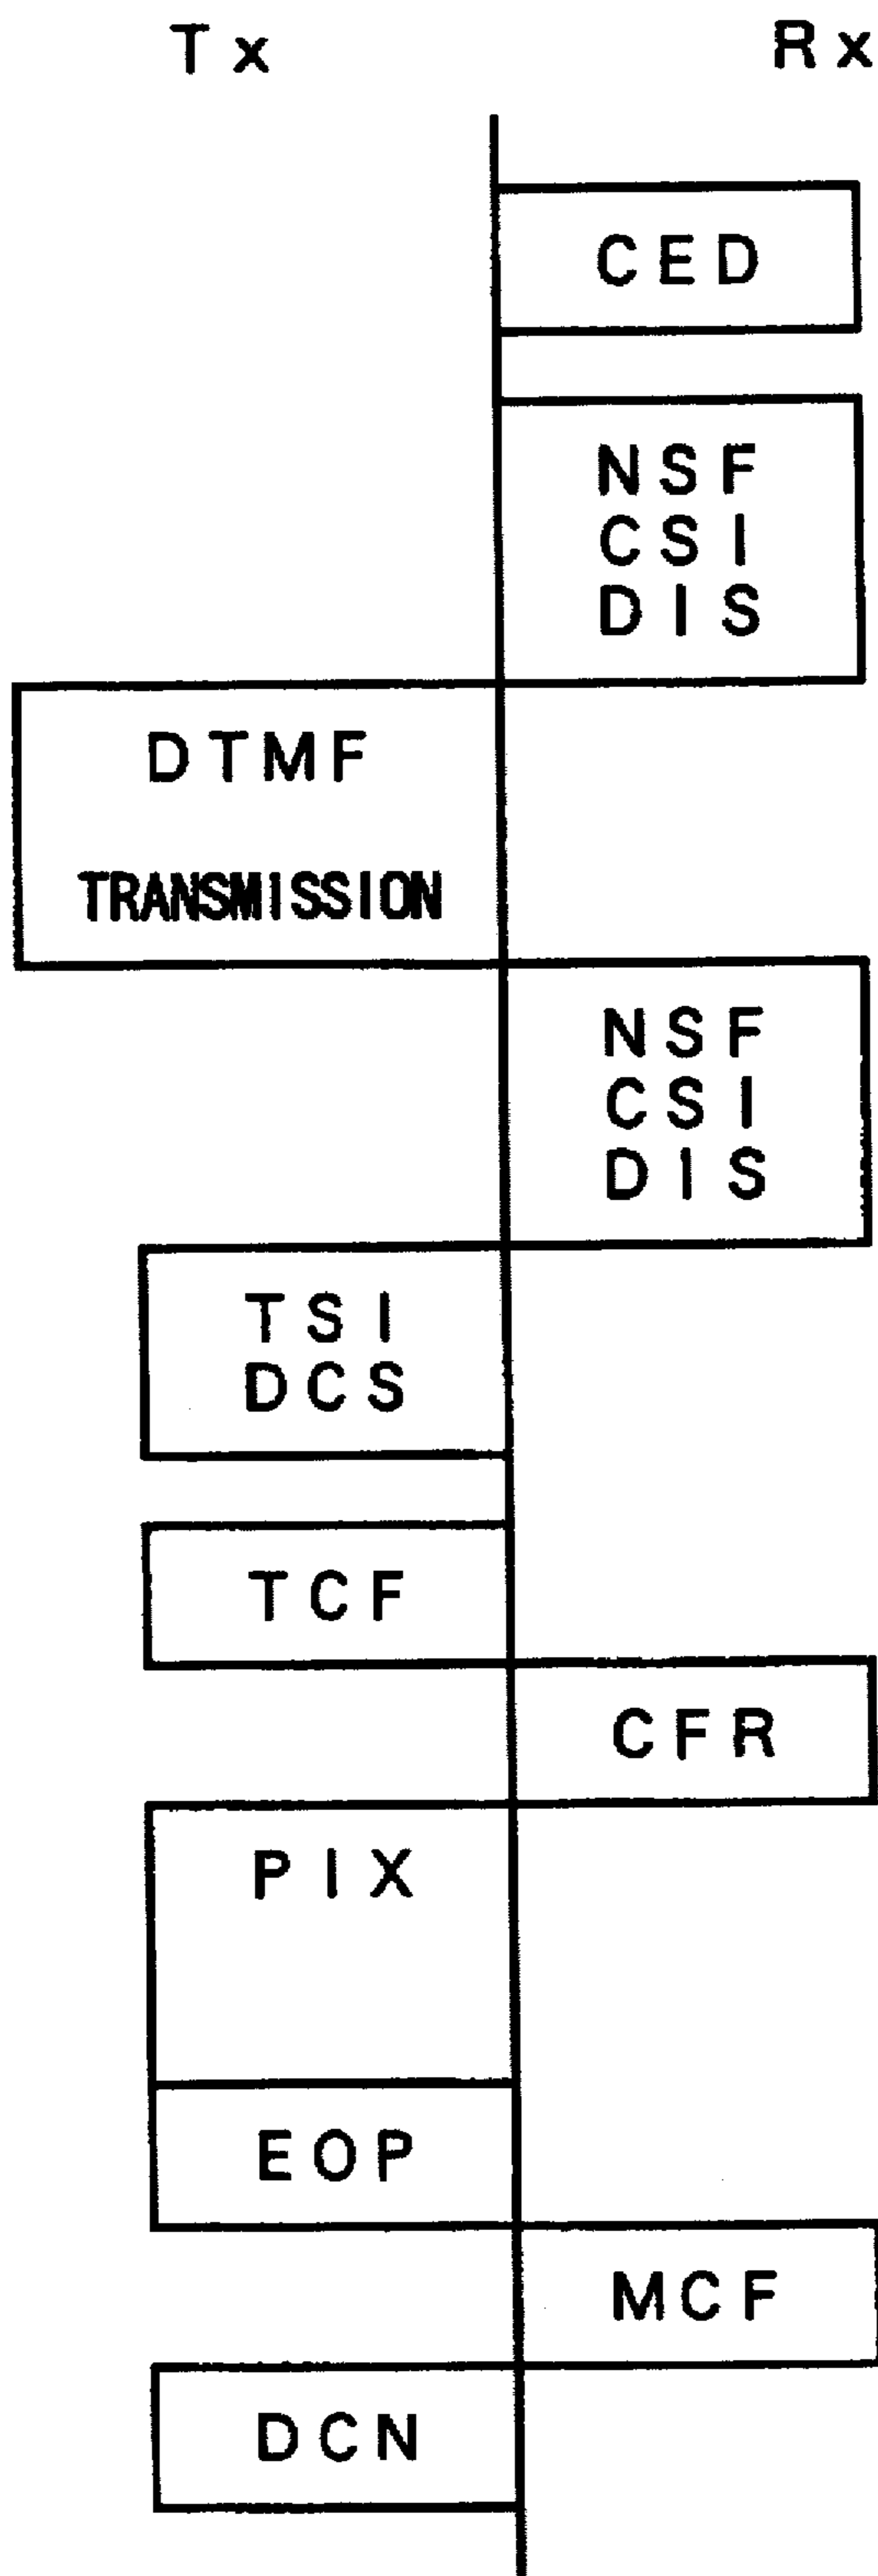 Tx Rx
CED
NSF
CSI
DIS
DTMF
TRANSMISSION
NSF
CSI
DIS
TSI
DCS
TCF
CFR
PIX
EOP
MCF
DCN